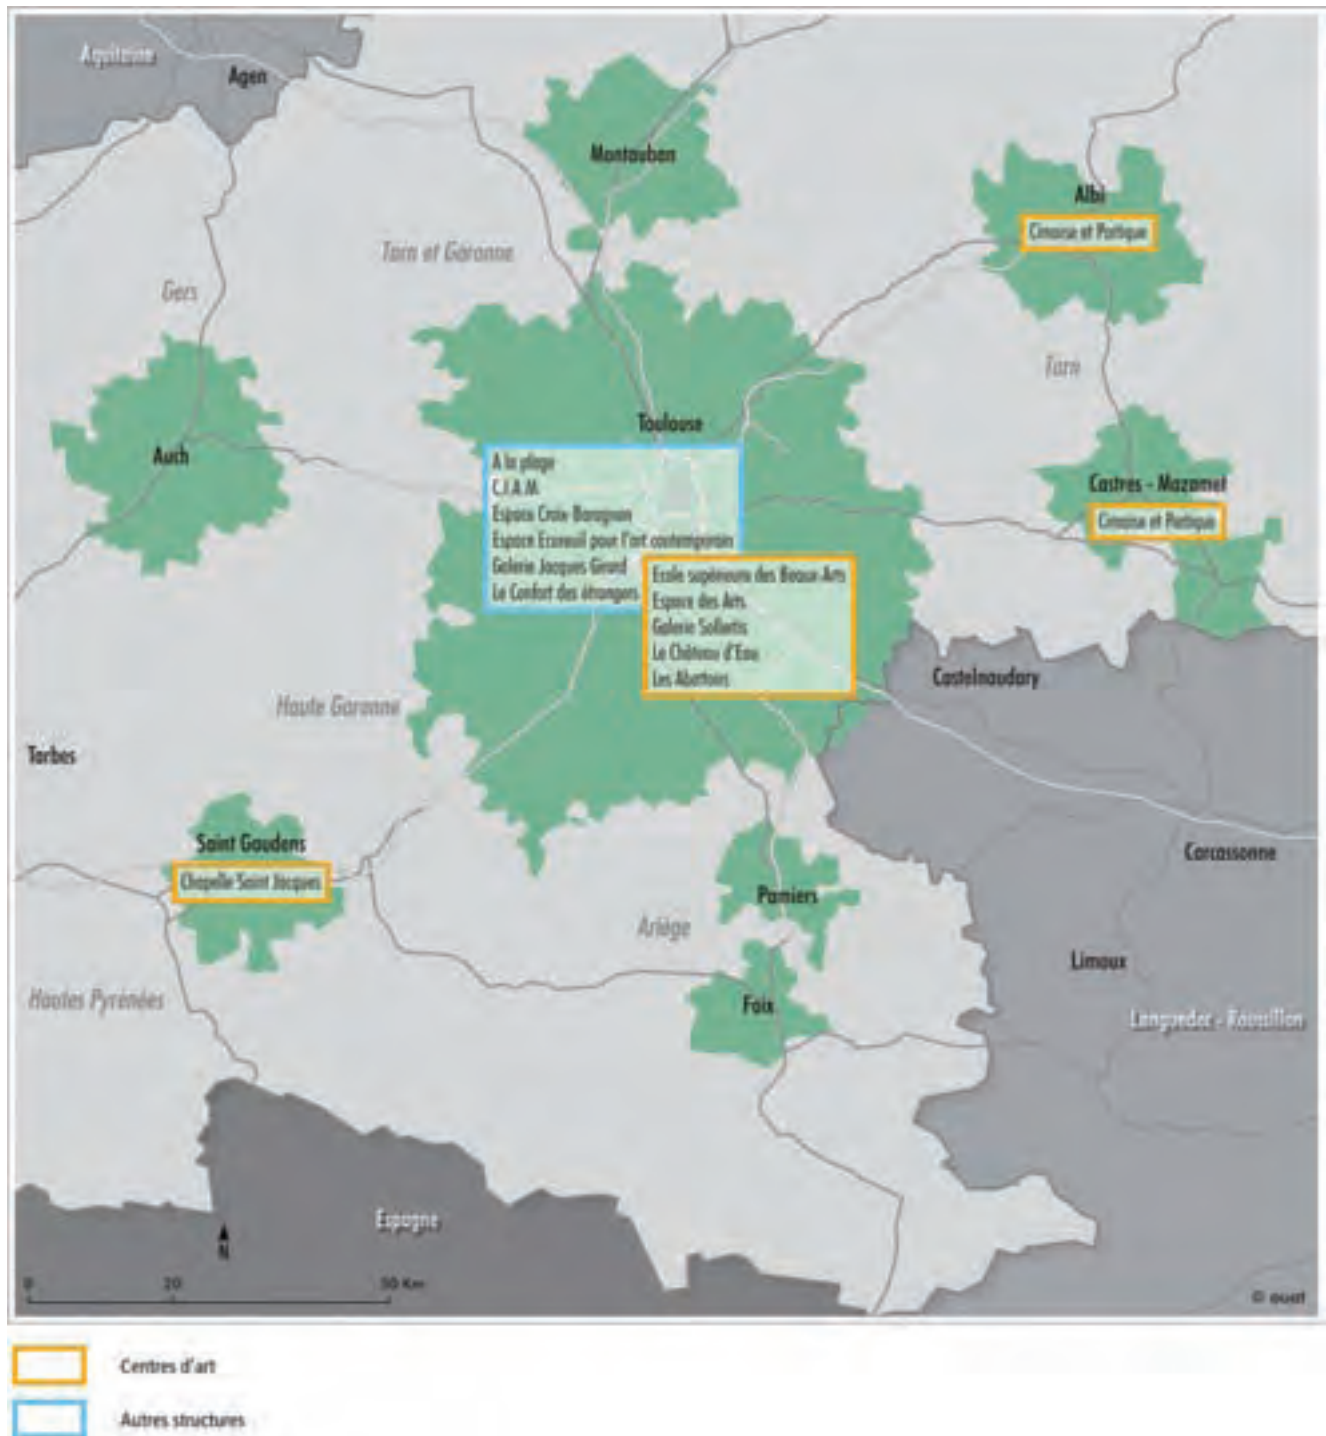 Aquitaine
Agen
Montauban
Albi
Cimaise et Portique
Tarn et Garonne
Gers
Tarn
Toulouse
Auch
A la plage
C.I.A.M.
Espace Croix-Baragnon
Espace Ecureuil pour l'art contemporain
Galerie Jacques Girard
Le Confort des étrangers
Castres - Mazamet
Cimaise et Portique
Ecole supérieure des Beaux-Arts
Espace des Arts
Galerie Sollertis
Le Château d'Eau
Les Abattoirs
Castelnaudary
Haute Garonne
Tarbes
Saint Gaudens
Chapelle Saint Jacques
Carcassonne
Pamiers
Ariège
Limoux
Hautes Pyrénées
Foix
Languedoc - Roussillon
Espagne
N
0 20 50 Km
© auat
Centres d'art
Autres structures